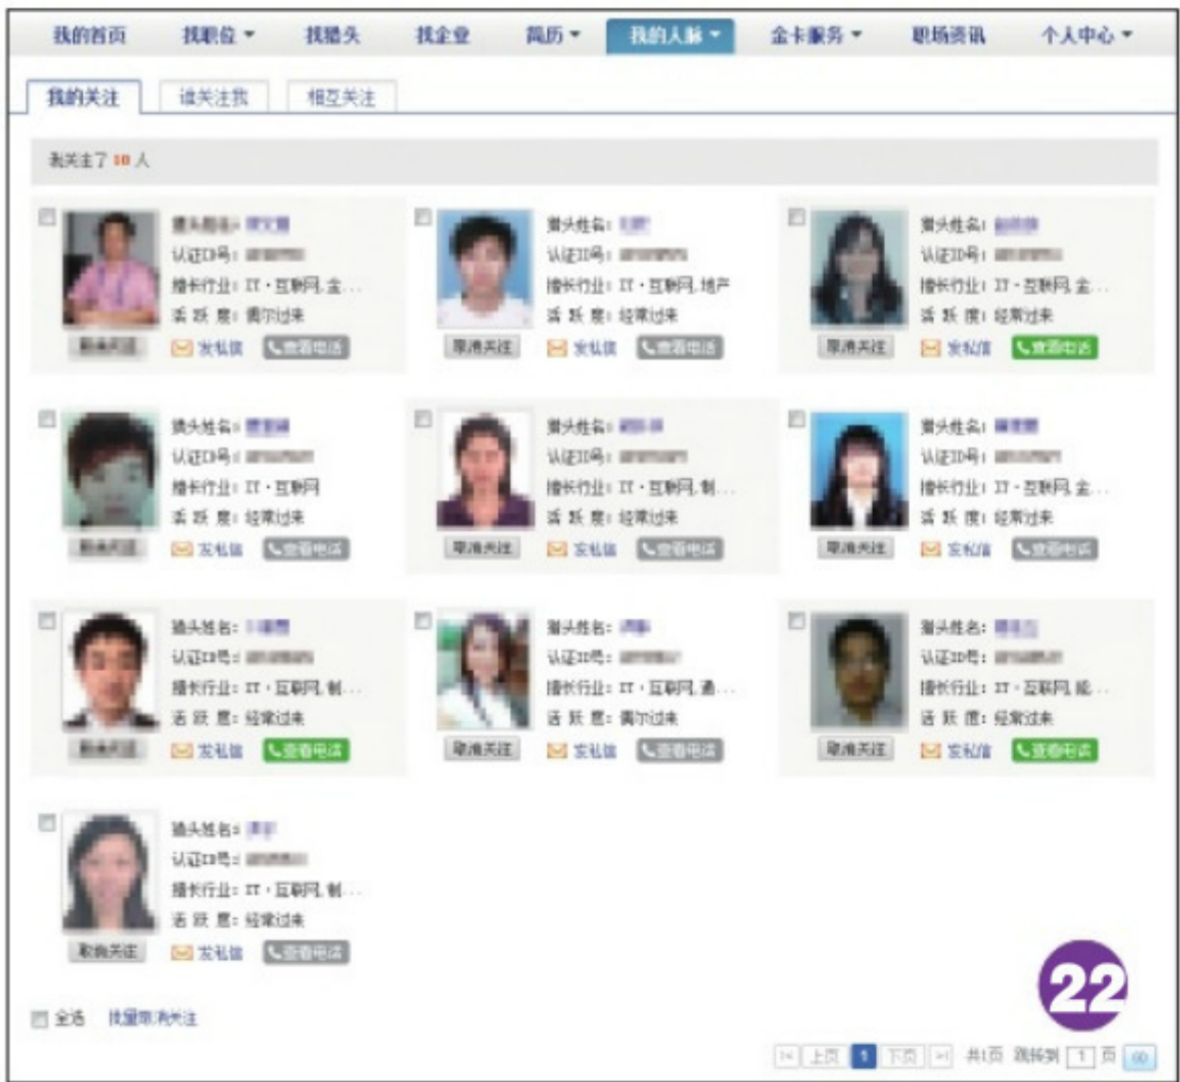 我的首页 找职位 找猎头 找企业 简历 我的人脉 金卡服务 职场资讯 个人中心
我的关注 谁关注我 相互关注
我关注了 10 人
猎头姓名： 猎头姓名： 猎头姓名：
认证ID号： 认证ID号： 认证ID号：
擅长行业：IT·互联网,金... 擅长行业：IT·互联网,地产 擅长行业：IT·互联网,金...
活 跃 度：偶尔过来 活 跃 度：经常过来 活 跃 度：经常过来
取消关注 发私信 查看电话 取消关注 发私信 查看电话 取消关注 发私信 查看电话
猎头姓名： 猎头姓名： 猎头姓名：
认证ID号： 认证ID号： 认证ID号：
擅长行业：IT·互联网 擅长行业：IT·互联网,制... 擅长行业：IT·互联网,金...
活 跃 度：经常过来 活 跃 度：经常过来 活 跃 度：经常过来
取消关注 发私信 查看电话 取消关注 发私信 查看电话 取消关注 发私信 查看电话
猎头姓名： 猎头姓名： 猎头姓名：
认证ID号： 认证ID号： 认证ID号：
擅长行业：IT·互联网,制... 擅长行业：IT·互联网,通... 擅长行业：IT·互联网,能...
活 跃 度：经常过来 活 跃 度：偶尔过来 活 跃 度：经常过来
取消关注 发私信 查看电话 取消关注 发私信 查看电话 取消关注 发私信 查看电话
猎头姓名：
认证ID号：
擅长行业：IT·互联网,制...
活 跃 度：经常过来
取消关注 发私信 查看电话
22
全选 批量取消关注
上页 1 下页 共1页 跳转到 1 页 GO